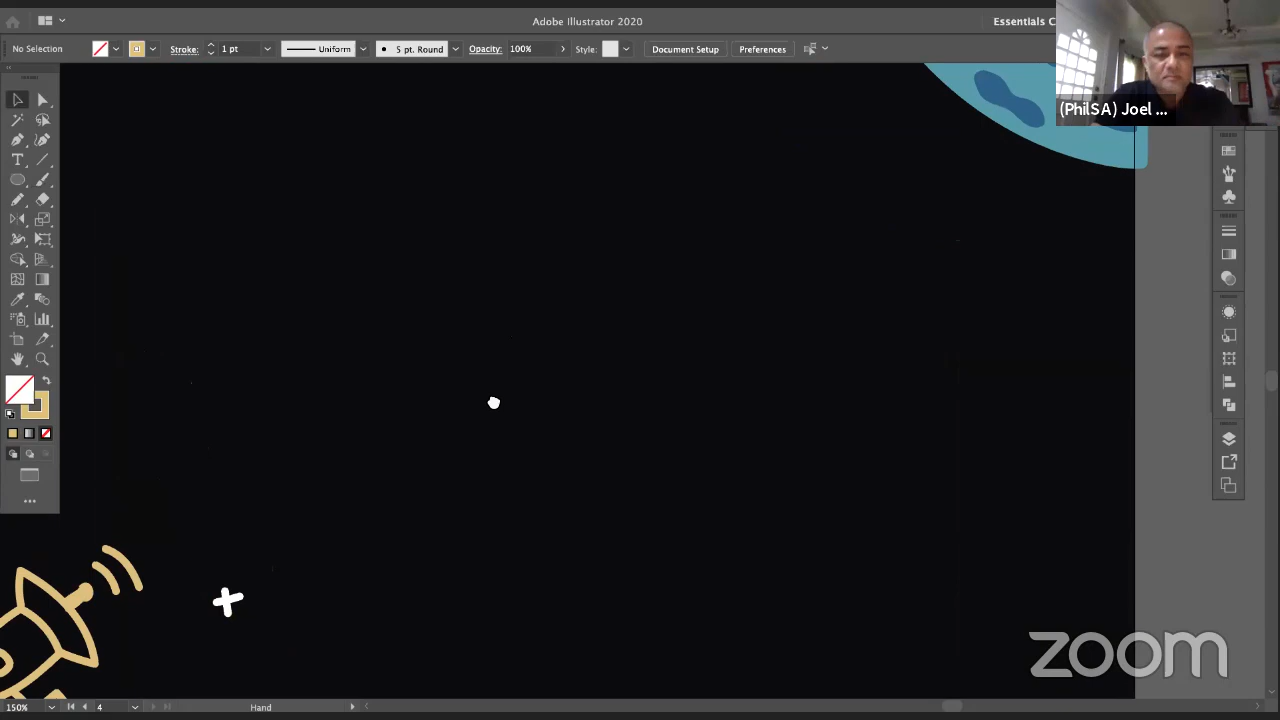 Adobe Illustrator 2020
Essentials C
No Selection
Stroke:
1 pt
Uniform
5 pt. Round
Opacity:
100%
Style:
Document Setup
Preferences
(PhilSA) Joel ...
T
150%
4
Hand
zoom